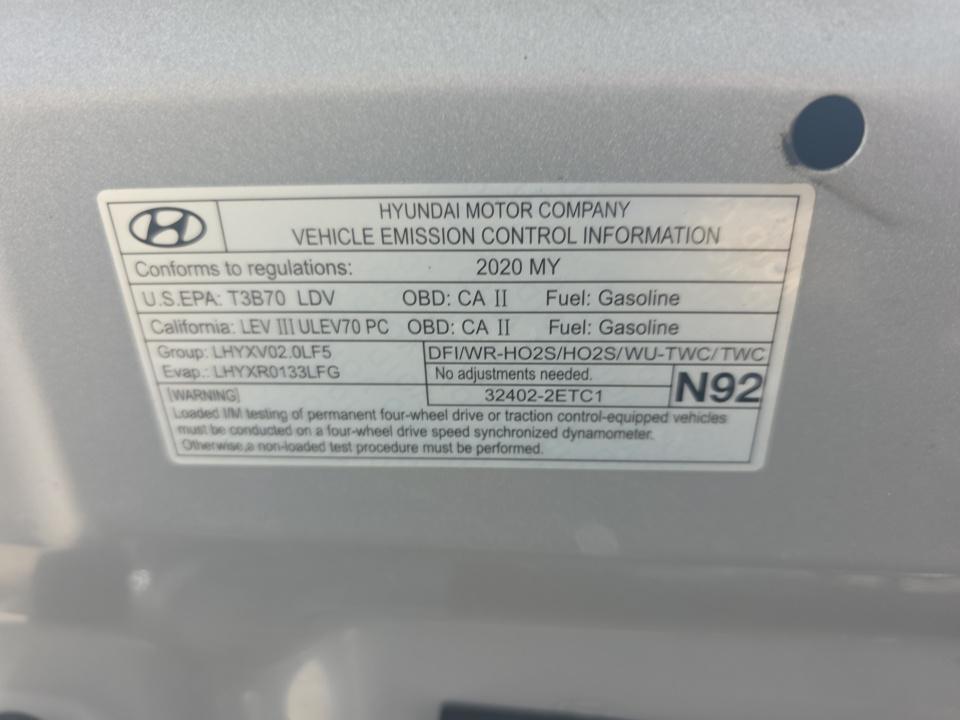 HYUNDAI MOTOR COMPANY
VEHICLE EMISSION CONTROL INFORMATION
Conforms to regulations: 2020 MY
U.S.EPA: T3B70 LDV OBD: CA II Fuel: Gasoline
California: LEV III ULEV70 PC OBD: CA II Fuel: Gasoline
Group: LHYXV02.0LF5
Evap.: LHYXR0133LFG
DFI/WR-HO2S/HO2S/WU-TWC/TWC
No adjustments needed.
32402-2ETC1
N92
[WARNING]
Loaded I/M testing of permanent four-wheel drive or traction control-equipped vehicles
must be conducted on a four-wheel drive speed synchronized dynamometer.
Otherwise,a non-loaded test procedure must be performed.